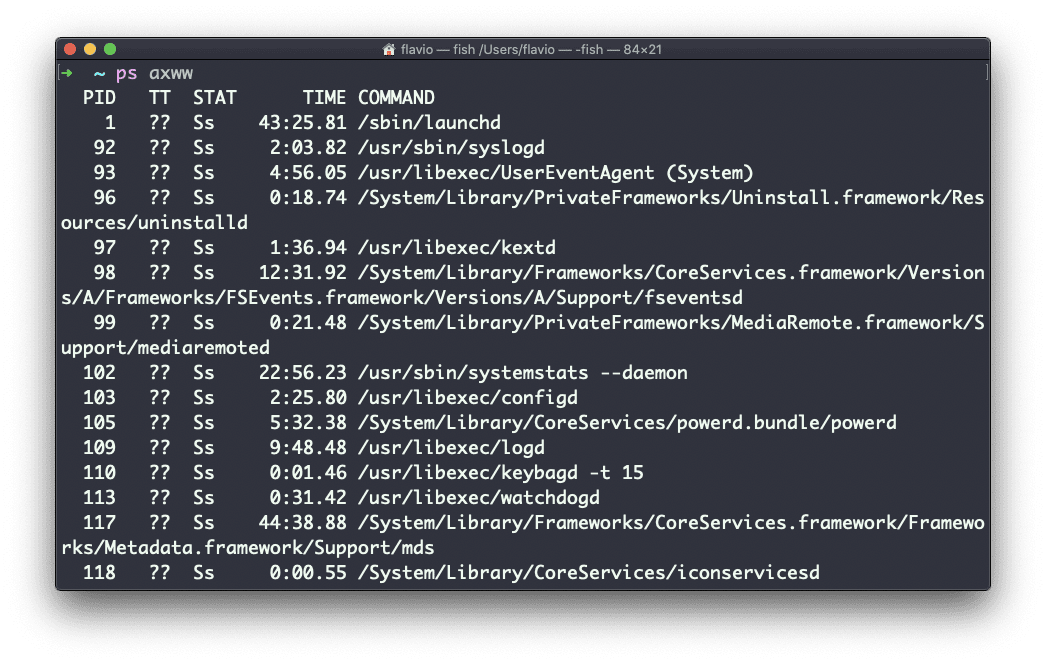 flavio — fish /Users/flavio — -fish — 84×21
➜  ~ ps axww
  PID   TT  STAT      TIME COMMAND
    1   ??  Ss    43:25.81 /sbin/launchd
   92   ??  Ss     2:03.82 /usr/sbin/syslogd
   93   ??  Ss     4:56.05 /usr/libexec/UserEventAgent (System)
   96   ??  Ss     0:18.74 /System/Library/PrivateFrameworks/Uninstall.framework/Res
ources/uninstalld
   97   ??  Ss     1:36.94 /usr/libexec/kextd
   98   ??  Ss    12:31.92 /System/Library/Frameworks/CoreServices.framework/Version
s/A/Frameworks/FSEvents.framework/Versions/A/Support/fseventsd
   99   ??  Ss     0:21.48 /System/Library/PrivateFrameworks/MediaRemote.framework/S
upport/mediaremoted
  102   ??  Ss    22:56.23 /usr/sbin/systemstats --daemon
  103   ??  Ss     2:25.80 /usr/libexec/configd
  105   ??  Ss     5:32.38 /System/Library/CoreServices/powerd.bundle/powerd
  109   ??  Ss     9:48.48 /usr/libexec/logd
  110   ??  Ss     0:01.46 /usr/libexec/keybagd -t 15
  113   ??  Ss     0:31.42 /usr/libexec/watchdogd
  117   ??  Ss    44:38.88 /System/Library/Frameworks/CoreServices.framework/Framewo
rks/Metadata.framework/Support/mds
  118   ??  Ss     0:00.55 /System/Library/CoreServices/iconservicesd